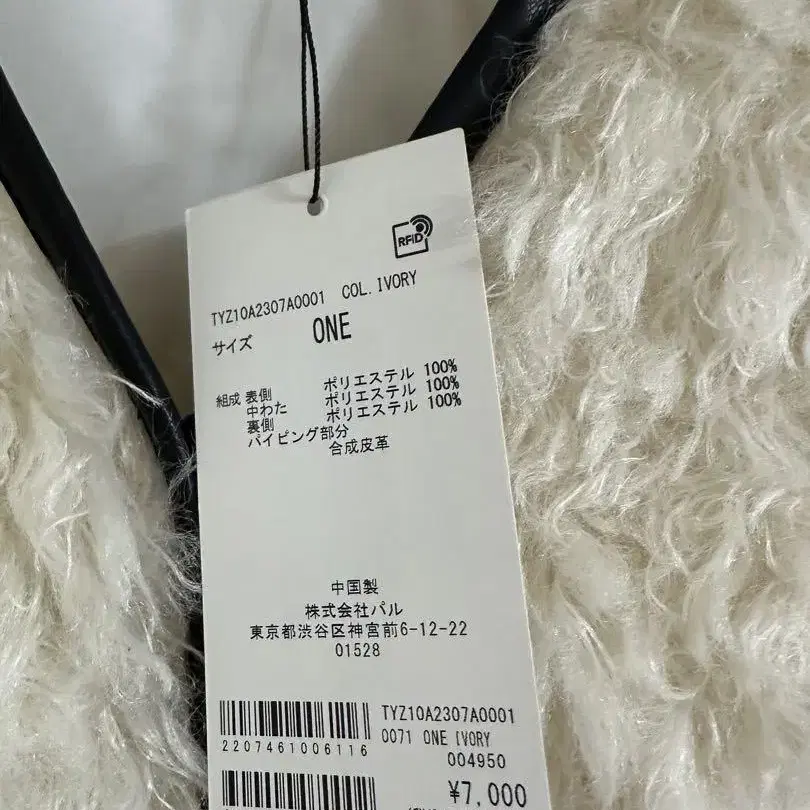 RFiD
TYZ10A2307A0001 COL.IVORY
サイズ ONE
組成 表側 ポリエステル 100%
中わた ポリエステル 100%
裏側 ポリエステル 100%
パイピング部分
合成皮革
中国製
株式会社パル
東京都渋谷区神宮前6-12-22
01528
TYZ10A2307A0001
2207461006116 0071 ONE IVORY
004950
¥7,000